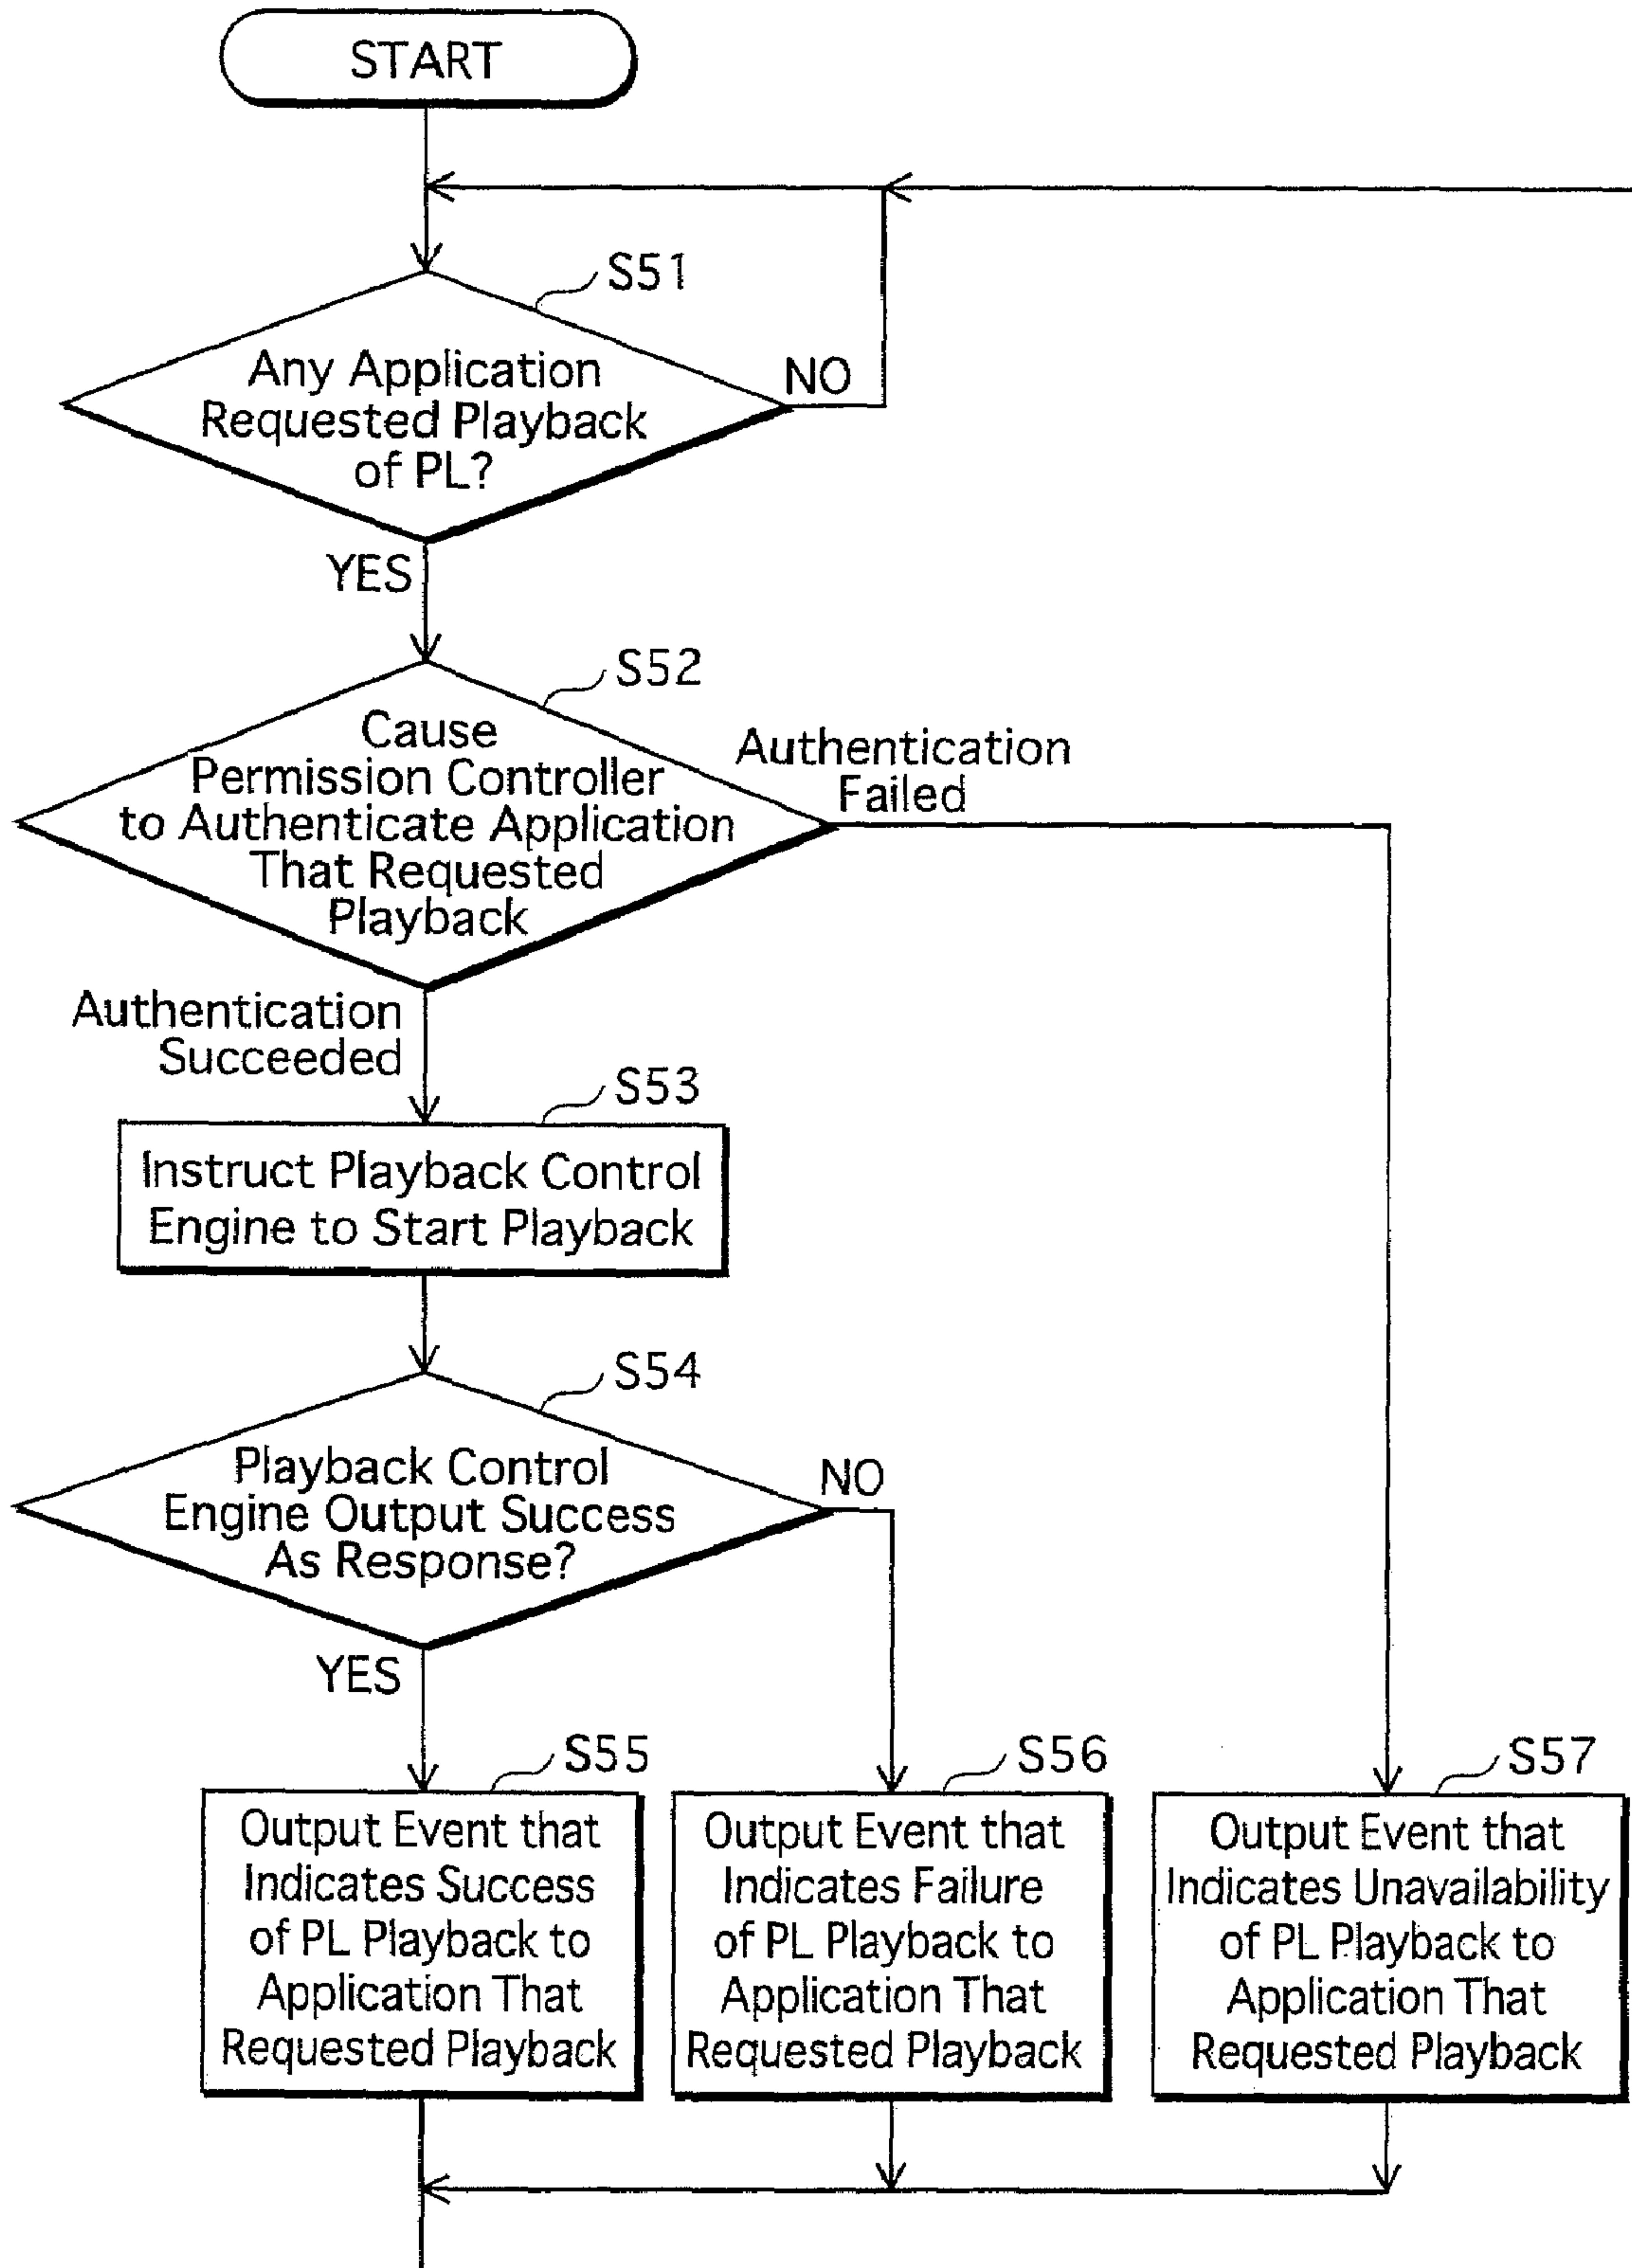 START
S51
Any Application
Requested Playback
of PL?
NO
YES
S52
Cause
Permission Controller
to Authenticate Application
That Requested
Playback
Authentication
Failed
Authentication
Succeeded
S53
Instruct Playback Control
Engine to Start Playback
S54
Playback Control
Engine Output Success
As Response?
NO
YES
S55
Output Event that
Indicates Success
of PL Playback to
Application That
Requested Playback
S56
Output Event that
Indicates Failure
of PL Playback to
Application That
Requested Playback
S57
Output Event that
Indicates Unavailability
of PL Playback to
Application That
Requested Playback